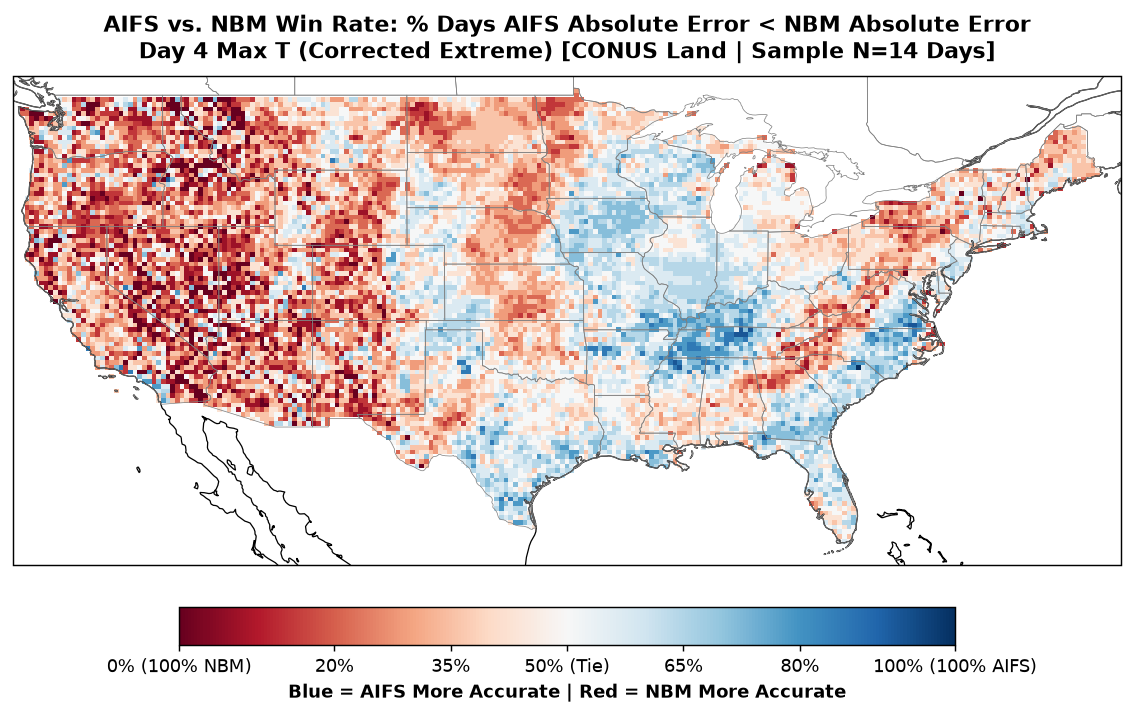 AIFS vs. NBM Win Rate: % Days AIFS Absolute Error < NBM Absolute Error
Day 4 Max T (Corrected Extreme) [CONUS Land | Sample N=14 Days]
0% (100% NBM) 20% 35% 50% (Tie) 65% 80% 100% (100% AIFS)
Blue = AIFS More Accurate | Red = NBM More Accurate